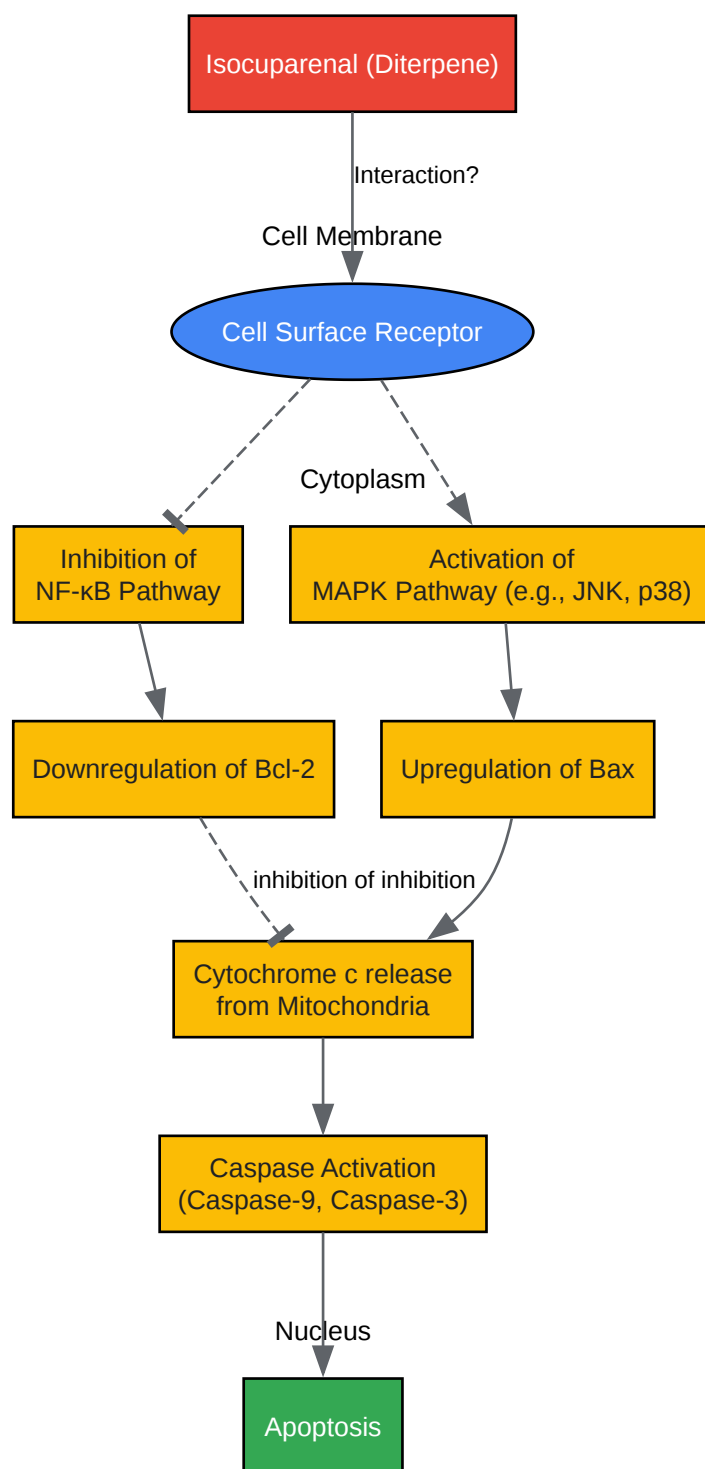 Isocuparenal (Diterpene)
Interaction?
Cell Membrane
Cell Surface Receptor
Cytoplasm
Inhibition of
NF-κB Pathway
Activation of
MAPK Pathway (e.g., JNK, p38)
Downregulation of Bcl-2
Upregulation of Bax
inhibition of inhibition
Cytochrome c release
from Mitochondria
Caspase Activation
(Caspase-9, Caspase-3)
Nucleus
Apoptosis